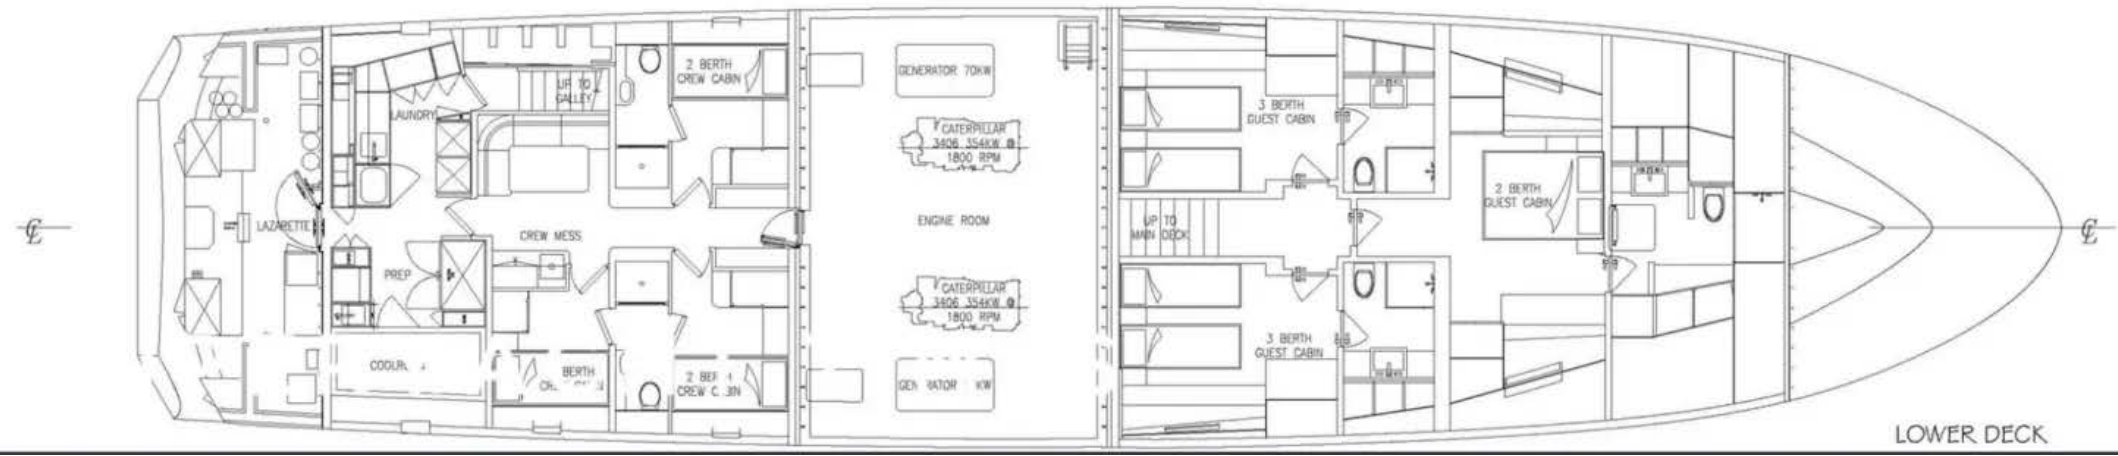 2 BERTH
CREW CABIN
UP TO
GALLEY
LAUNDRY
LAZARETTE
CREW MESS
PREP
BERTH
2
CREW
GENERATOR 70KW
CATERPILLAR
3406 354KW @
1800 RPM
ENGINE ROOM
CATERPILLAR
3406 354KW @
1800 RPM
KW
3 BERTH
GUEST CABIN
UP TO
MAIN DECK
3 BERTH
GUEST CABIN
2 BERTH
GUEST CABIN
LOWER DECK